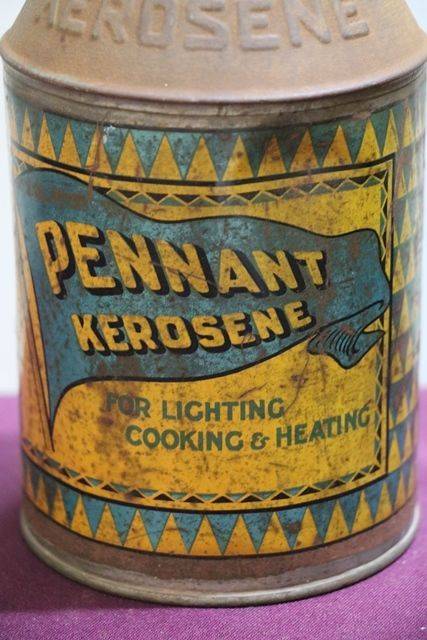 KEROSENE
PENNANT
KEROSENE
FOR LIGHTING
COOKING & HEATING